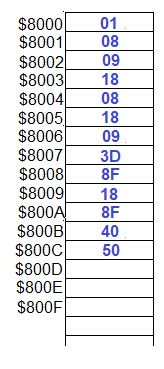 $8000 01
$8001 08
$8002 09
$8003 18
$8004 08
$8005 18
$8006 09
$8007 3D
$8008 8F
$8009 18
$800A 8F
$800B 40
$800C 50
$800D
$800E
$800F